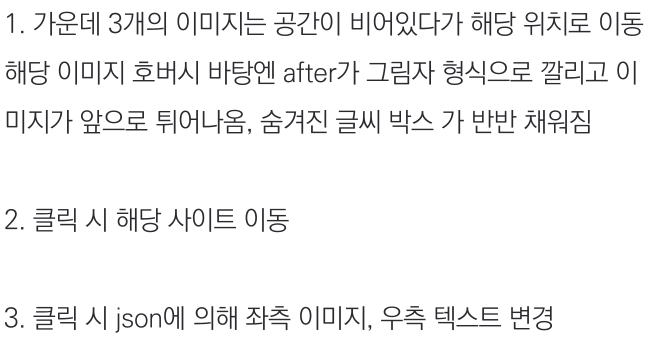 1. 가운데 3개의 이미지는 공간이 비어있다가 해당 위치로 이동
해당 이미지 호버시 바탕엔 after가 그림자 형식으로 깔리고 이
미지가 앞으로 튀어나옴, 숨겨진 글씨 박스 가 반반 채워짐
2. 클릭 시 해당 사이트 이동
3. 클릭 시 json에 의해 좌측 이미지, 우측 텍스트 변경